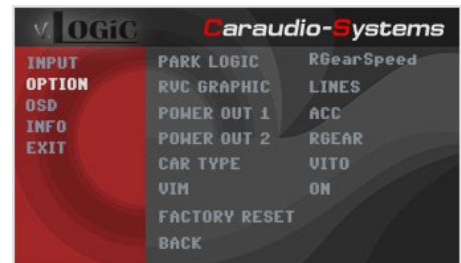 v.LOGiC Caraudio-Systems
INPUT
OPTION
OSD
INFO
EXIT
PARK LOGIC RGearSpeed
RVC GRAPHIC LINES
POWER OUT 1 ACC
POWER OUT 2 RGEAR
CAR TYPE VITO
VIM ON
FACTORY RESET
BACK